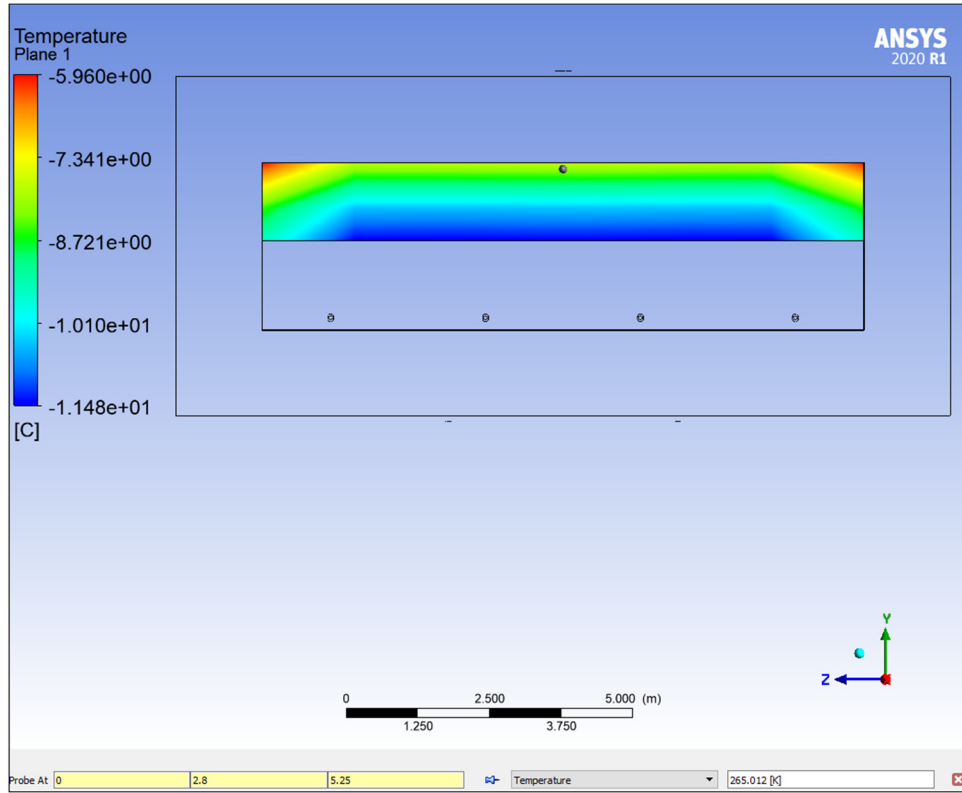 Temperature
Plane 1
ANSYS
2020 R1
-5.960e+00
-7.341e+00
-8.721e+00
-1.010e+01
-1.148e+01
[C]
Y
Z
0 2.500 5.000 (m)
1.250 3.750
Probe At 0 2.8 5.25 Temperature 265.012 [K]